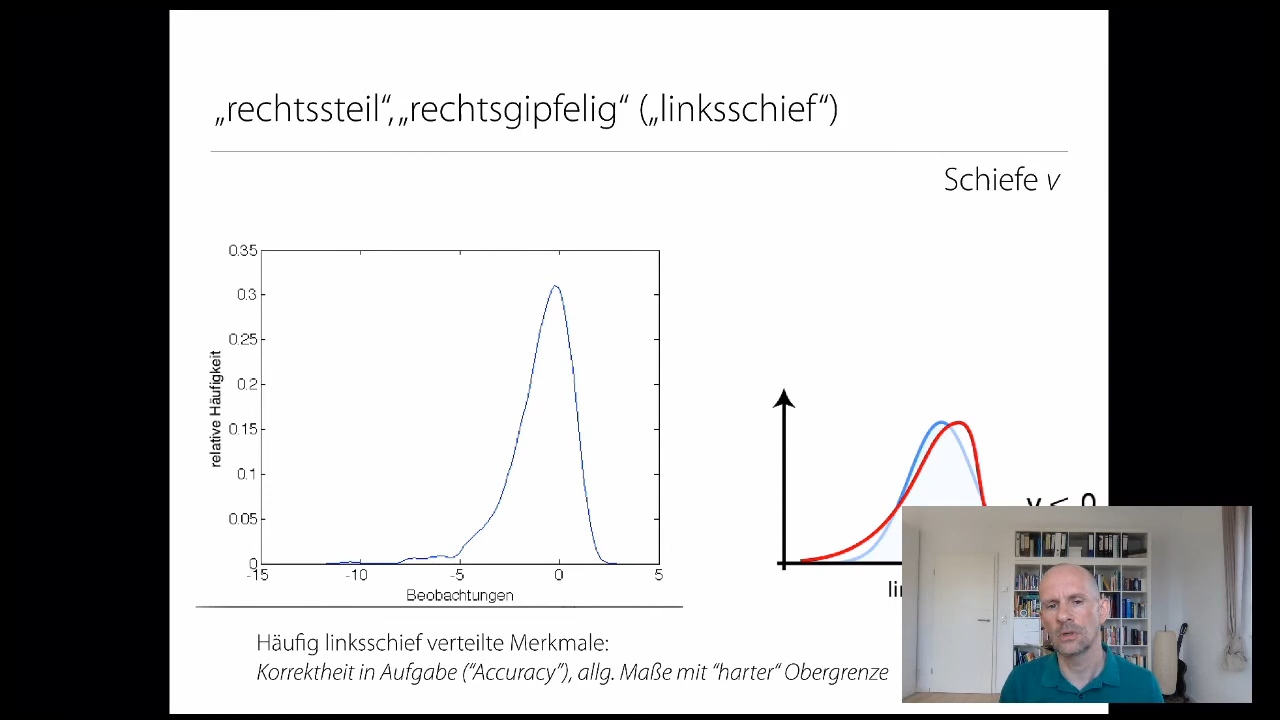 „rechtssteil“, „rechtsgipfelig“ („linksschief“)
Schiefe v
0.35
0.3
0.25
0.2
0.15
0.1
0.05
0
relative Häufigkeit
-15
-10
-5
0
5
Beobachtungen
Häufig linksschief verteilte Merkmale:
Korrektheit in Aufgabe (“Accuracy”), allg. Maße mit “harter“ Obergrenze